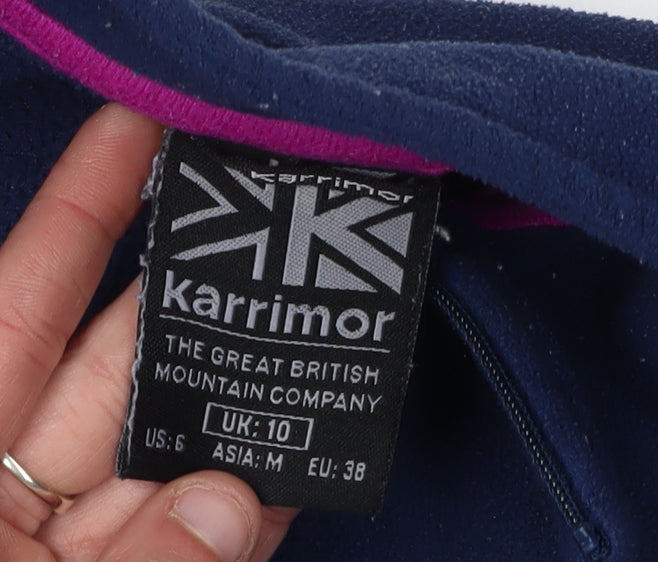 karrimor
karrimor
THE GREAT BRITISH
MOUNTAIN COMPANY
UK: 10
US: 6
ASIA: M
EU: 38